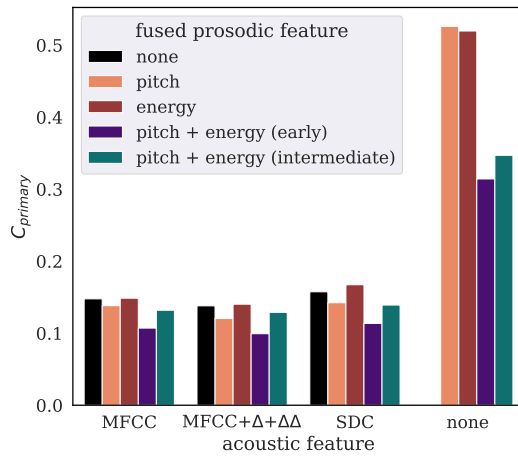 fused prosodic feature
none
pitch
energy
pitch + energy (early)
pitch + energy (intermediate)
C_primary
0.5
0.4
0.3
0.2
0.1
0.0
MFCC
MFCC+Δ+ΔΔ
SDC
none
acoustic feature